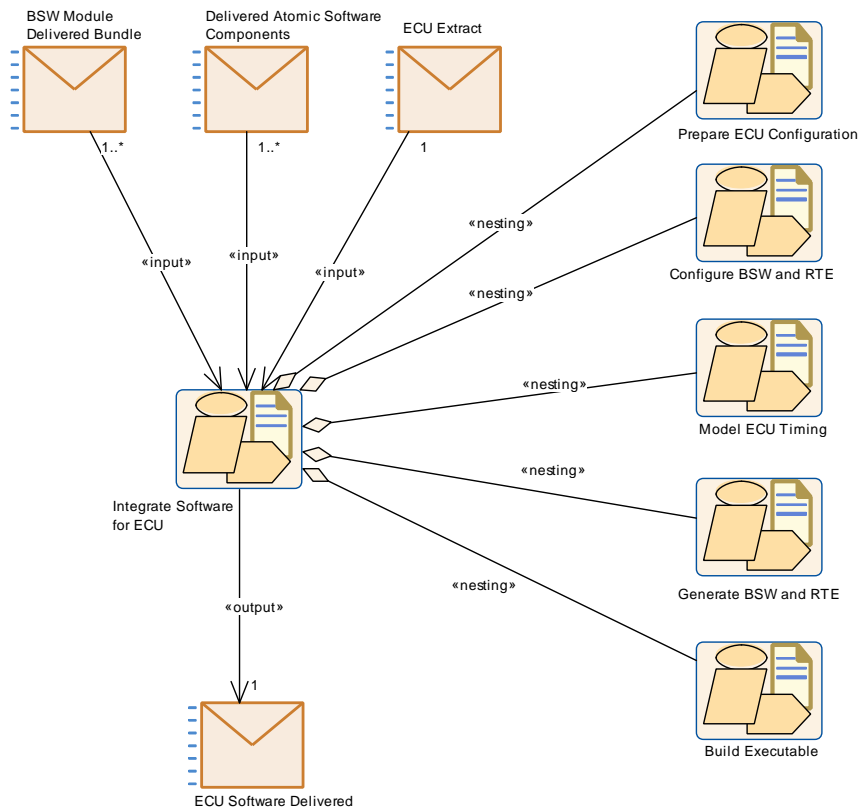 BSW Module
Delivered Bundle
Delivered Atomic Software
Components
ECU Extract
1..*
1..*
1
Prepare ECU Configuration
«nesting»
«input»
«input»
«input»
«nesting»
Configure BSW and RTE
«nesting»
Model ECU Timing
«nesting»
Integrate Software
for ECU
Generate BSW and RTE
«nesting»
«output»
1
Build Executable
ECU Software Delivered